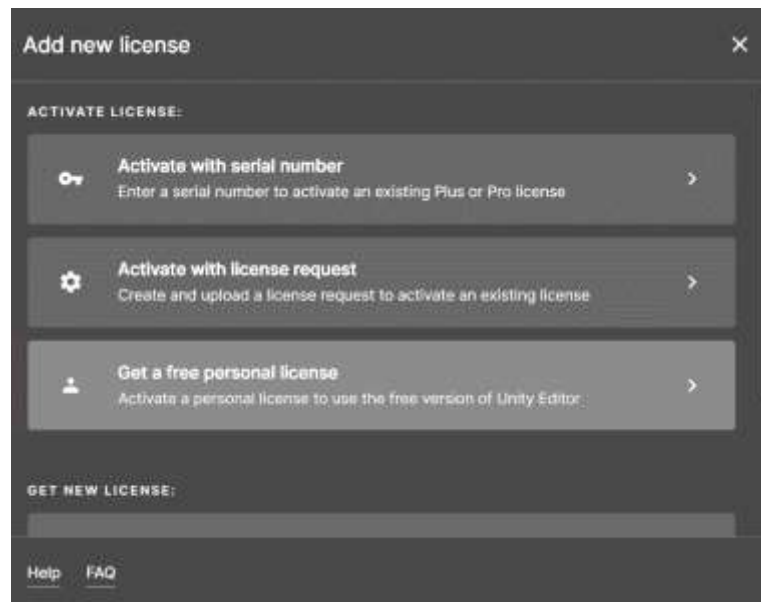 Add new license
ACTIVATE LICENSE:
Activate with serial number
Enter a serial number to activate an existing Plus or Pro license
Activate with license request
Create and upload a license request to activate an existing license
Get a free personal license
Activate a personal license to use the free version of Unity Editor
GET NEW LICENSE:
Help FAQ